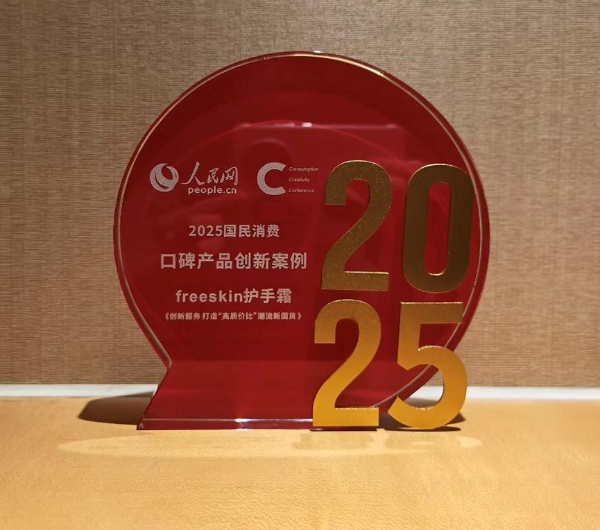 人民网
people.cn
Consumption
Creativity
Conference
2025国民消费
口碑产品创新案例
freeskin护手霜
《创新服务 打造“高质价比”潮流新国货》
20
25